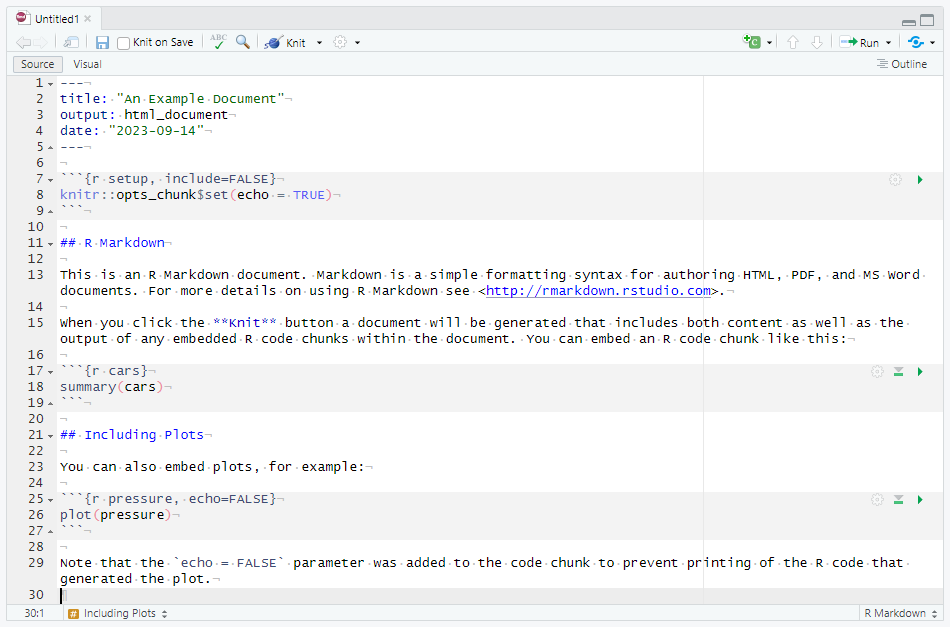 Untitled1
Knit on Save ABC Knit Run
Source Visual Outline
1 ---
2 title: "An Example Document"
3 output: html_document
4 date: "2023-09-14"
5 ---
6
7 ```{r setup, include=FALSE}
8 knitr::opts_chunk$set(echo = TRUE)
9 ```
10
11 ## R Markdown
12
13 This is an R Markdown document. Markdown is a simple formatting syntax for authoring HTML, PDF, and MS Word
documents. For more details on using R Markdown see <http://rmarkdown.rstudio.com>.
14
15 When you click the **Knit** button a document will be generated that includes both content as well as the
output of any embedded R code chunks within the document. You can embed an R code chunk like this:
16
17 ```{r cars}
18 summary(cars)
19 ```
20
21 ## Including Plots
22
23 You can also embed plots, for example:
24
25 ```{r pressure, echo=FALSE}
26 plot(pressure)
27 ```
28
29 Note that the `echo = FALSE` parameter was added to the code chunk to prevent printing of the R code that
generated the plot.
30
30:1 # Including Plots R Markdown